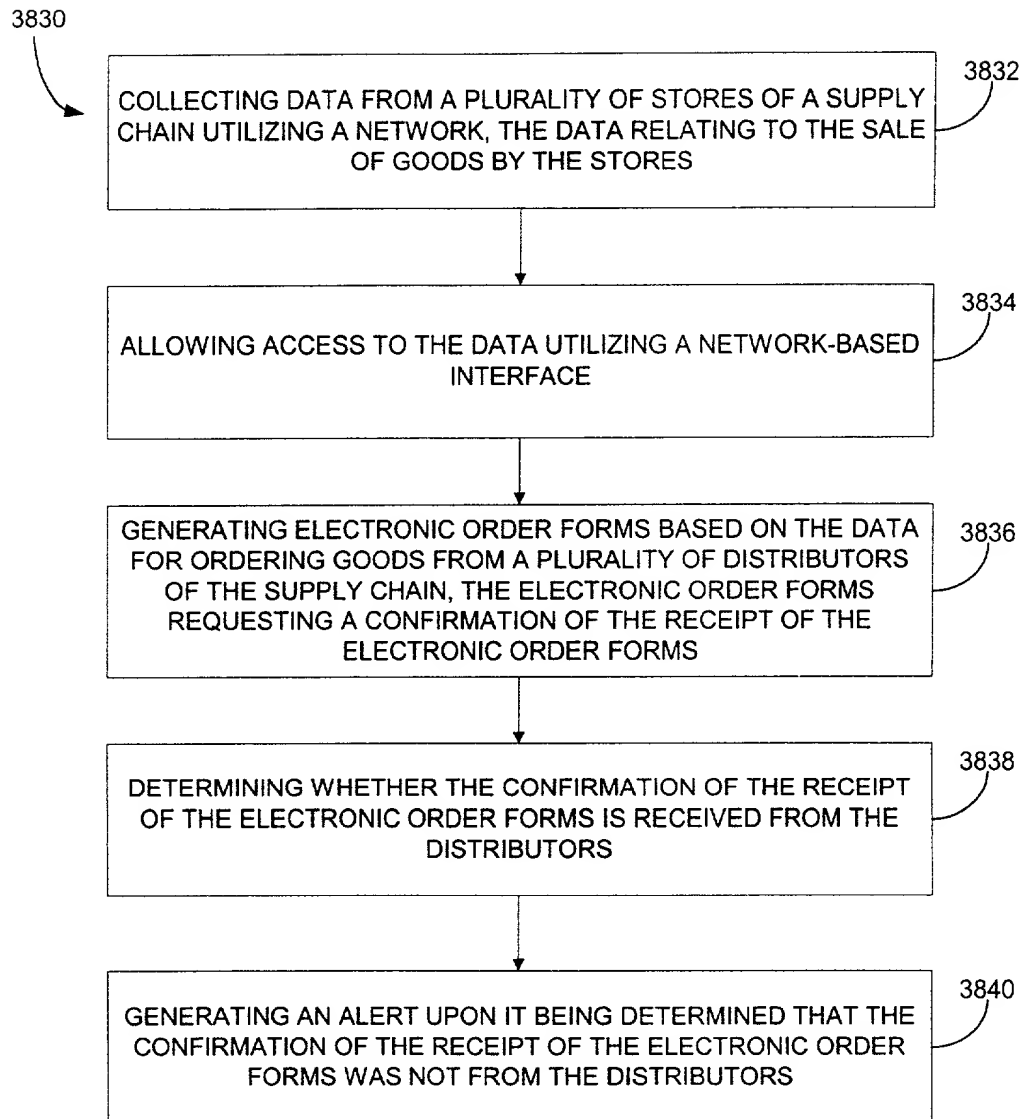 3830
3832
COLLECTING DATA FROM A PLURALITY OF STORES OF A SUPPLY
CHAIN UTILIZING A NETWORK, THE DATA RELATING TO THE SALE
OF GOODS BY THE STORES
3834
ALLOWING ACCESS TO THE DATA UTILIZING A NETWORK-BASED
INTERFACE
3836
GENERATING ELECTRONIC ORDER FORMS BASED ON THE DATA
FOR ORDERING GOODS FROM A PLURALITY OF DISTRIBUTORS
OF THE SUPPLY CHAIN, THE ELECTRONIC ORDER FORMS
REQUESTING A CONFIRMATION OF THE RECEIPT OF THE
ELECTRONIC ORDER FORMS
3838
DETERMINING WHETHER THE CONFIRMATION OF THE RECEIPT
OF THE ELECTRONIC ORDER FORMS IS RECEIVED FROM THE
DISTRIBUTORS
3840
GENERATING AN ALERT UPON IT BEING DETERMINED THAT THE
CONFIRMATION OF THE RECEIPT OF THE ELECTRONIC ORDER
FORMS WAS NOT FROM THE DISTRIBUTORS